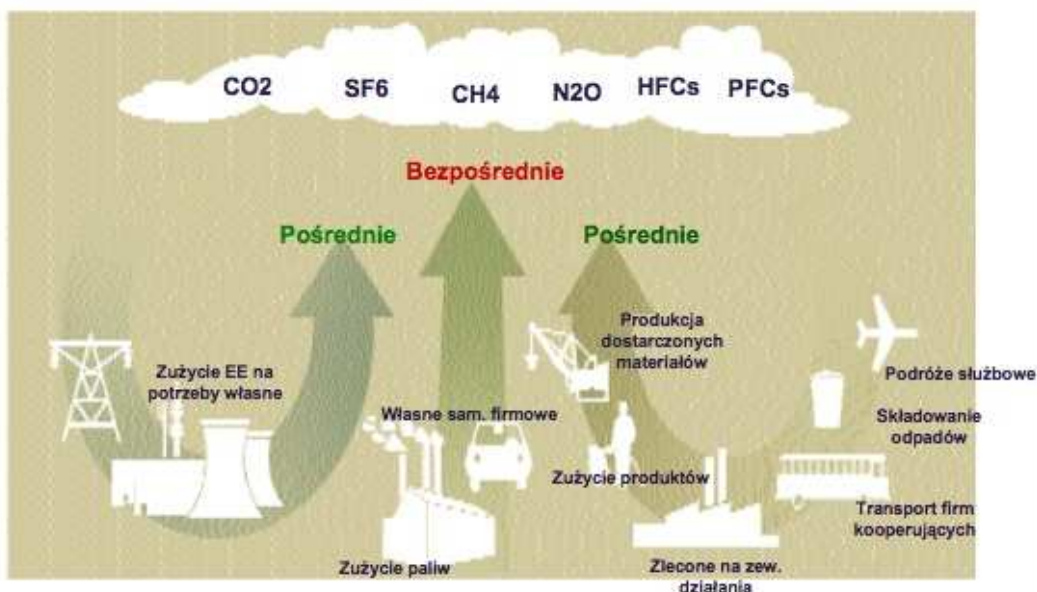 CO2 SF6 CH4 N2O HFCs PFCs
Bezpośrednie
Pośrednie
Pośrednie
Zużycie EE na
potrzeby własne
Własne sam. firmowe
Zużycie paliw
Produkcja
dostarczonych
materiałów
Zużycie produktów
Zlecone na zew.
działania
Podróże służbowe
Składowanie
odpadów
Transport firm
kooperujących